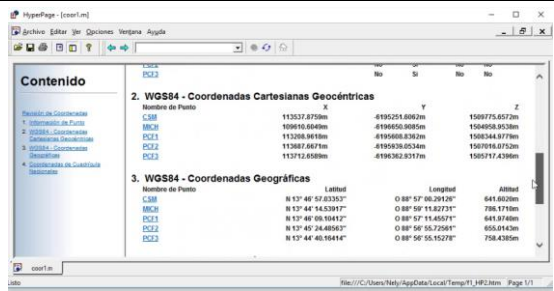 HyperPage - [coor1.m]
Archivo Editar Ver Opciones Ventana Ayuda
Contenido
Revisión de Coordenadas
1. Información de Punto
2. WGS84 - Coordenadas Cartesianas Geocéntricas
3. WGS84 - Coordenadas Geográficas
4. Coordenadas de Cuadrícula Nacionales
PCF3 No Si No No
2. WGS84 - Coordenadas Cartesianas Geocéntricas
Nombre de Punto X Y Z
CSM 113537.8759m -6195251.6062m 1509775.6572m
MICH 109610.6049m -6196650.9085m 1504958.9538m
PCF1 113208.9618m -6195608.8362m 1508344.9779m
PCF2 113687.6671m -6195939.0534m 1507016.0752m
PCF3 113712.6589m -6196362.9317m 1505717.4396m
3. WGS84 - Coordenadas Geográficas
Nombre de Punto Latitud Longitud Altitud
CSM N 13° 46' 57.03353" O 88° 57' 00.29126" 641.6020m
MICH N 13° 44' 14.53917" O 88° 59' 11.82731" 786.1710m
PCF1 N 13° 46' 09.10412" O 88° 57' 11.45571" 641.9740m
PCF2 N 13° 45' 24.48563" O 88° 56' 55.72561" 655.0143m
PCF3 N 13° 44' 40.16414" O 88° 56' 55.15278" 758.4385m
coor1.m
Listo file:///C:/Users/Nely/AppData/Local/Temp/f1_HP2.htm Page 1/1